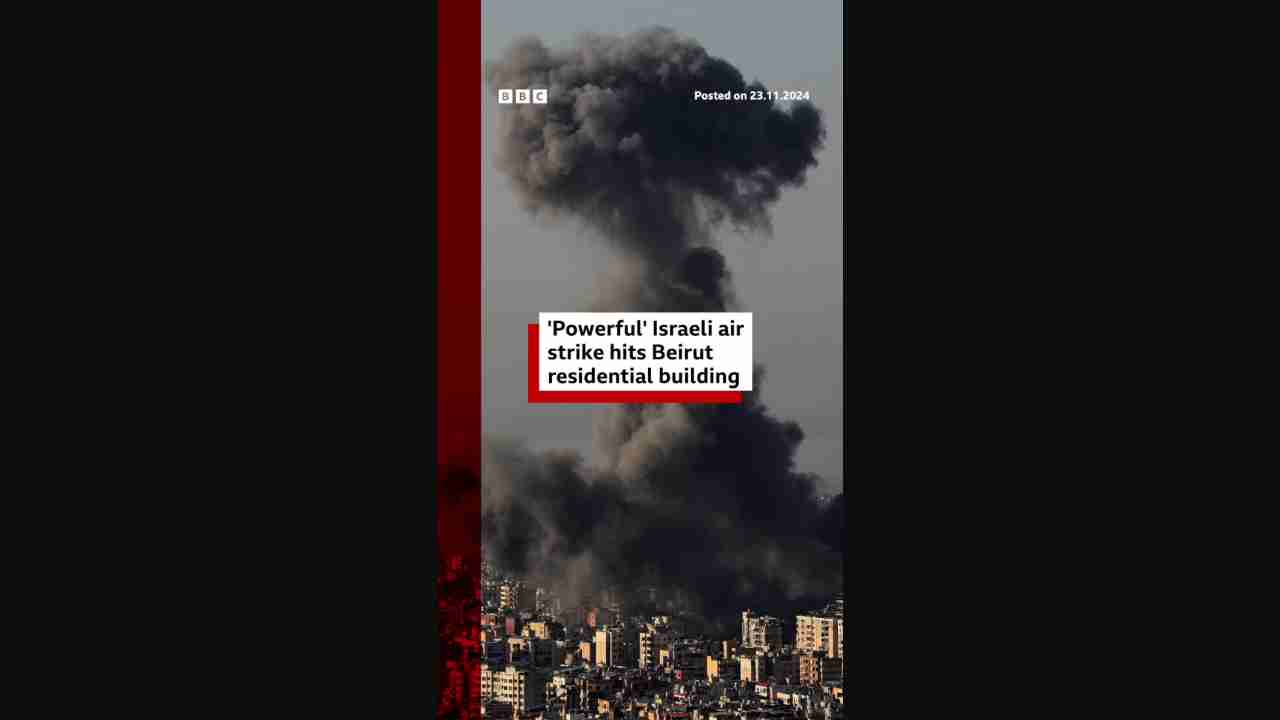 BBC
Posted on 23.11.2024
'Powerful' Israeli air
strike hits Beirut
residential building